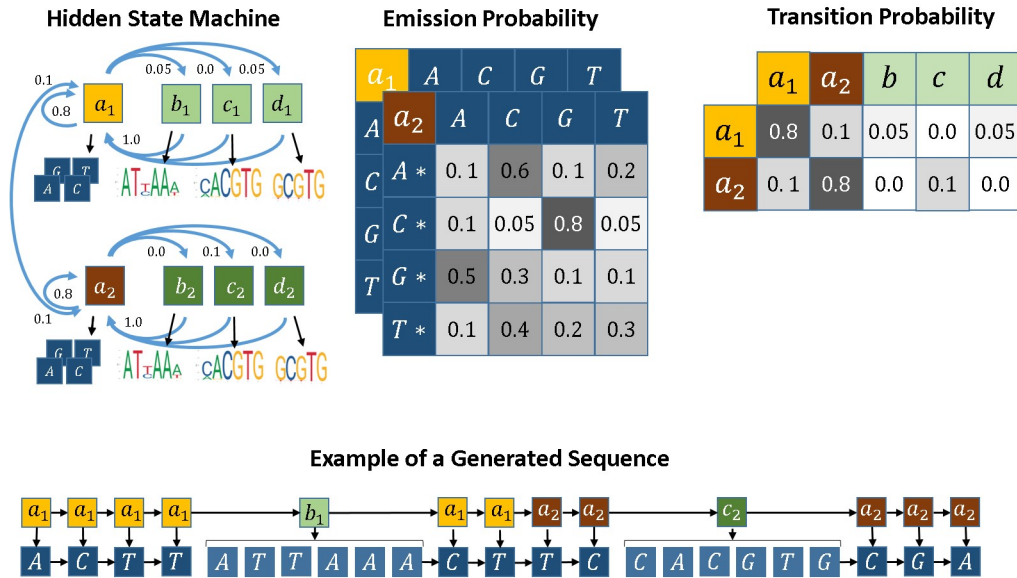 Hidden State Machine
Emission Probability
Transition Probability
0.05 0.0 0.05
0.1
0.8
a₁ b₁ c₁ d₁
1.0
G T
A C
ATTAAA CACGTG GCGTG
0.0 0.1 0.0
0.8
a₂ b₂ c₂ d₂
0.1
1.0
G T
A C
ATTAAA CACGTG GCGTG
a₁ A C G T
A
C
G
T
a₂ A C G T
A * 0.1 0.6 0.1 0.2
C * 0.1 0.05 0.8 0.05
G * 0.5 0.3 0.1 0.1
T * 0.1 0.4 0.2 0.3
a₁ a₂ b c d
a₁ 0.8 0.1 0.05 0.0 0.05
a₂ 0.1 0.8 0.0 0.1 0.0
Example of a Generated Sequence
a₁ a₁ a₁ a₁ b₁ a₁ a₁ a₂ a₂ c₂ a₂ a₂ a₂
A C T T A T T A A A C T T C C A C G T G C G A